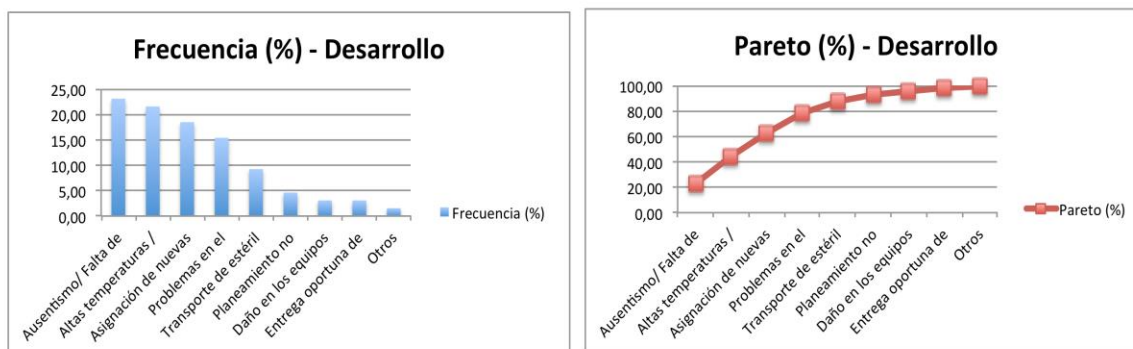 Frecuencia (%) - Desarrollo
25,00
20,00
15,00
10,00
5,00
0,00
Frecuencia (%)
Ausentismo/ Falta de
Altas temperaturas /
Asignación de nuevas
Problemas en el
Transporte de estéril
Planeamiento no
Daño en los equipos
Entrega oportuna de
Otros
Pareto (%) - Desarrollo
100,00
80,00
60,00
40,00
20,00
0,00
Pareto (%)
Ausentismo/ Falta de
Altas temperaturas /
Asignación de nuevas
Problemas en el
Transporte de estéril
Planeamiento no
Daño en los equipos
Entrega oportuna de
Otros